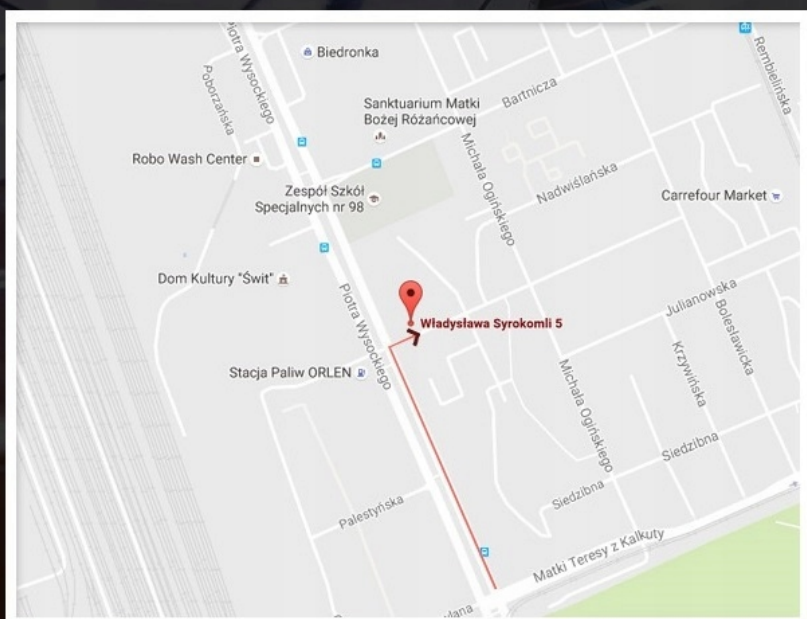 Piotra Wysockiego
Biedronka
Rembielińska
Poborzańska
Sanktuarium Matki
Bożej Różańcowej
Bartnicza
Robo Wash Center
Michała Ogińskiego
Nadwiślańska
Zespół Szkół
Specjalnych nr 98
Carrefour Market
Dom Kultury "Świt"
Piotra Wysockiego
Julianowska
Władysława Syrokomli 5
Bolesławicka
Krzywińska
Stacja Paliw ORLEN
Michała Ogińskiego
Siedzibna
Siedzibna
Palestyńska
Matki Teresy z Kalkuty